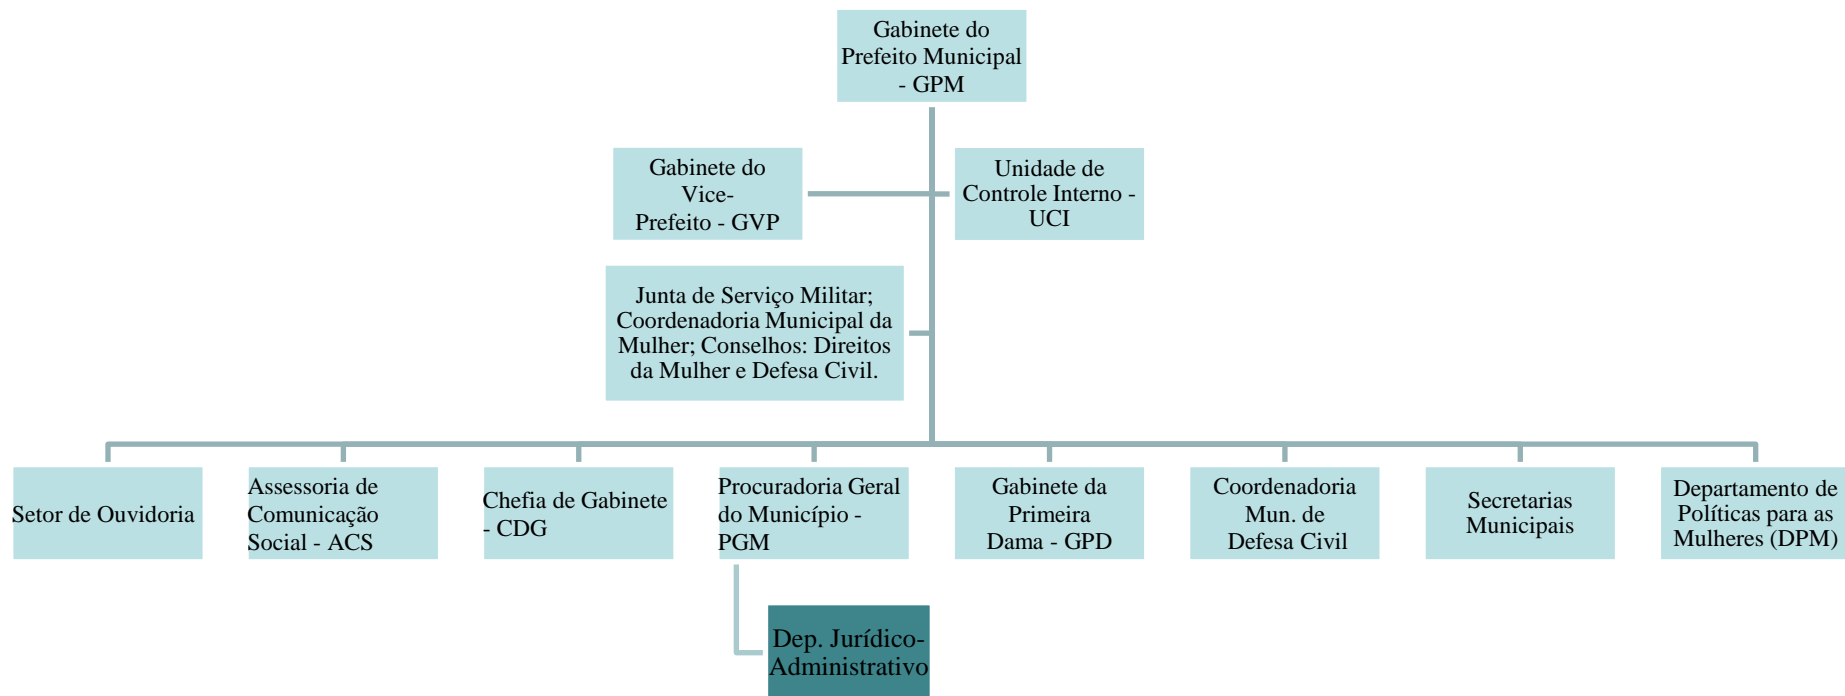 Gabinete do
Prefeito Municipal
- GPM
Gabinete do
Vice-
Prefeito - GVP
Unidade de
Controle Interno -
UCI
Junta de Serviço Militar;
Coordenadoria Municipal da
Mulher; Conselhos: Direitos
da Mulher e Defesa Civil.
Setor de Ouvidoria
Assessoria de
Comunicação
Social - ACS
Chefia de Gabinete
- CDG
Procuradoria Geral
do Município -
PGM
Gabinete da
Primeira
Dama - GPD
Coordenadoria
Mun. de
Defesa Civil
Secretarias
Municipais
Departamento de
Políticas para as
Mulheres (DPM)
Dep. Jurídico-
Administrativo